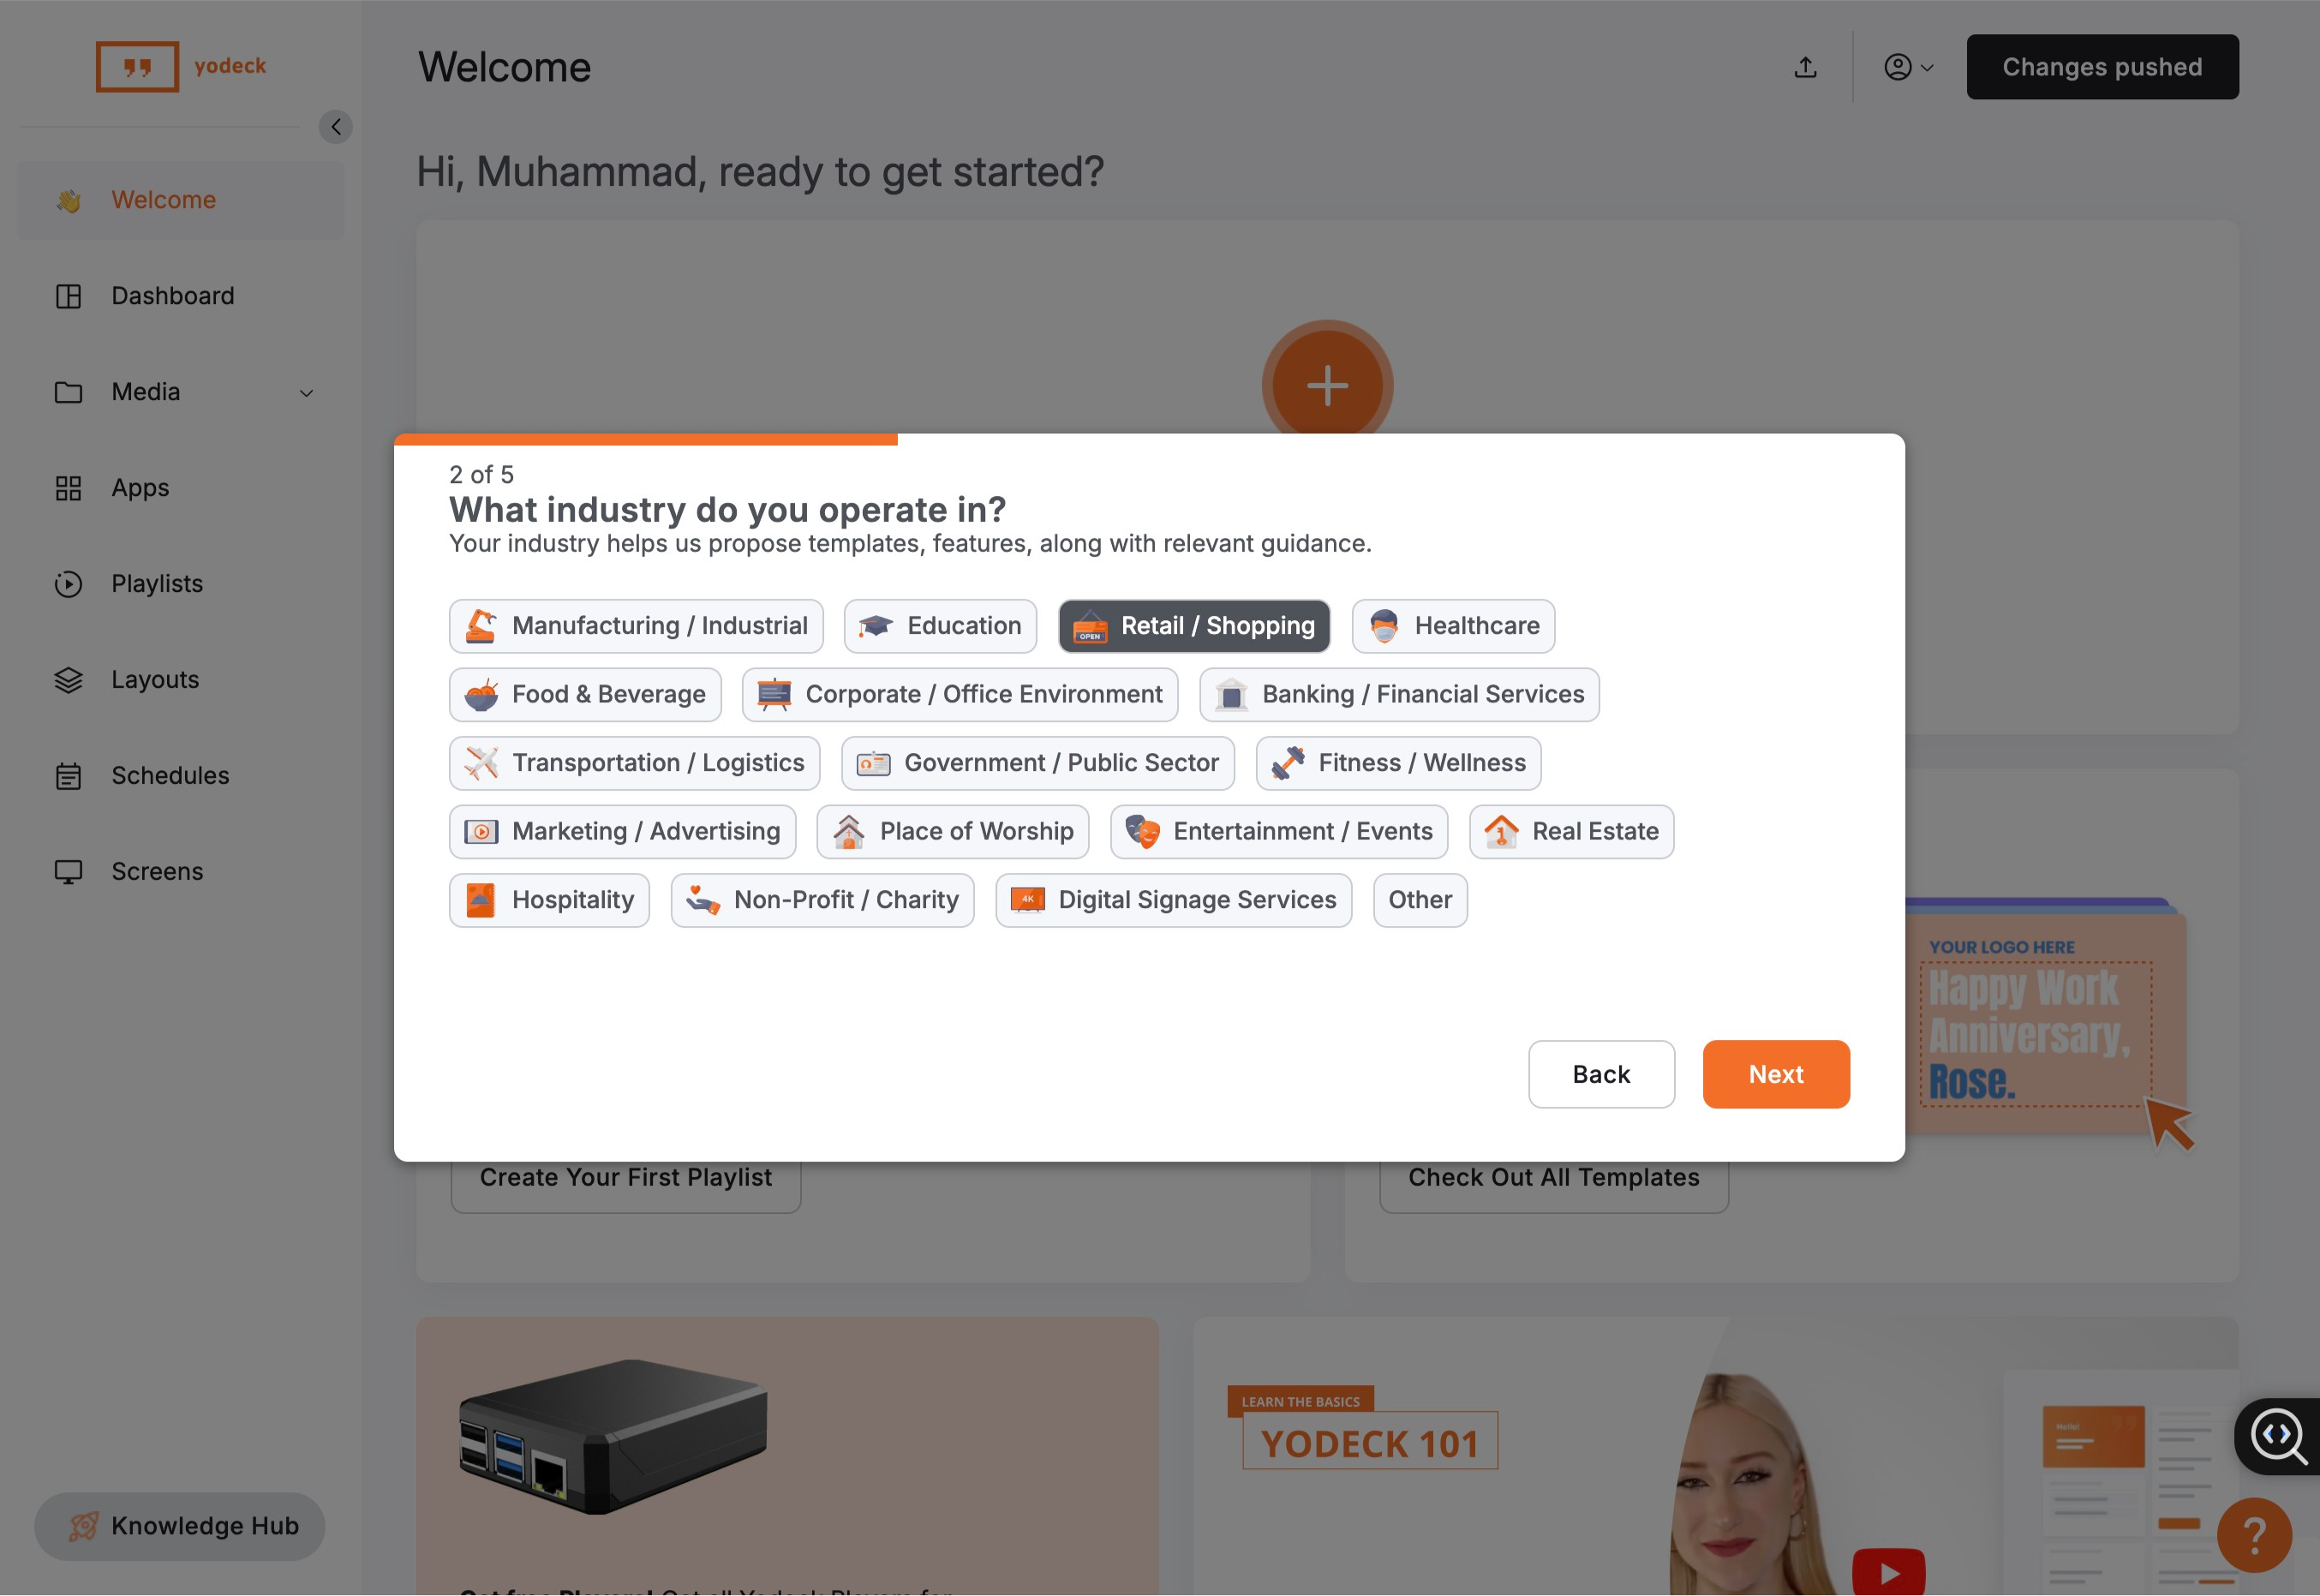 yodeck
Welcome
Changes pushed
Hi, Muhammad, ready to get started?
Welcome
Dashboard
Media
Apps
Playlists
Layouts
Schedules
Screens
Knowledge Hub
2 of 5
What industry do you operate in?
Your industry helps us propose templates, features, along with relevant guidance.
Manufacturing / Industrial
Education
OPEN
Retail / Shopping
Healthcare
Food & Beverage
Corporate / Office Environment
Banking / Financial Services
Transportation / Logistics
Government / Public Sector
Fitness / Wellness
Marketing / Advertising
Place of Worship
Entertainment / Events
Real Estate
Hospitality
Non-Profit / Charity
4K
Digital Signage Services
Other
Back
Next
YOUR LOGO HERE
Happy Work
Anniversary,
Rose.
Create Your First Playlist
Check Out All Templates
LEARN THE BASICS
YODECK 101
Hello!
?